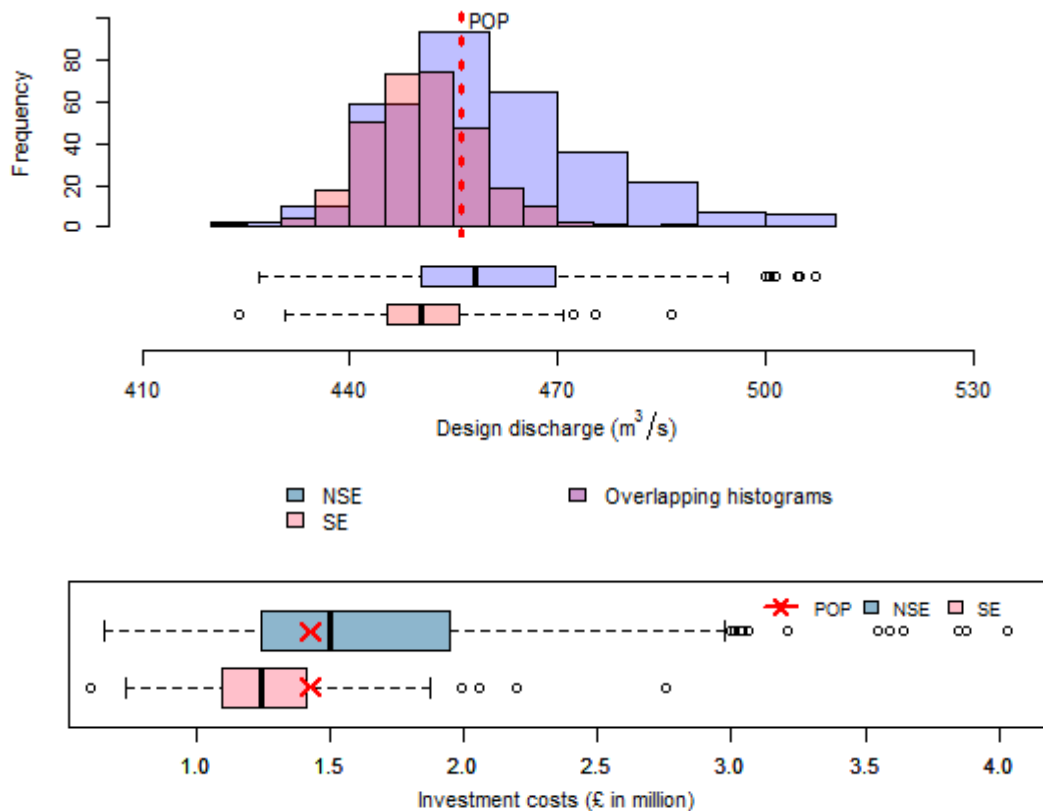 POP
Frequency
0 20 40 60 80
410 440 470 500 530
Design discharge (m³/s)
NSE
Overlapping histograms
SE
POP NSE SE
1.0 1.5 2.0 2.5 3.0 3.5 4.0
Investment costs (£ in million)